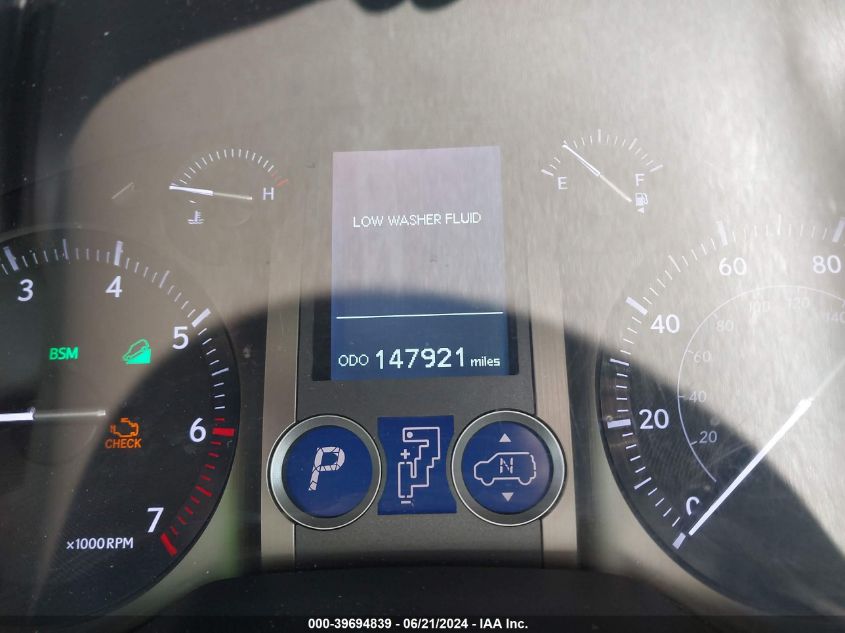 H
E
F
LOW WASHER FLUID
3
4
5
6
7
x1000 RPM
BSM
CHECK
ODO 147921 miles
P
+
−
N
0
20
40
60
80
20
40
60
80
100
120
140
000-39694839 - 06/21/2024 - IAA Inc.